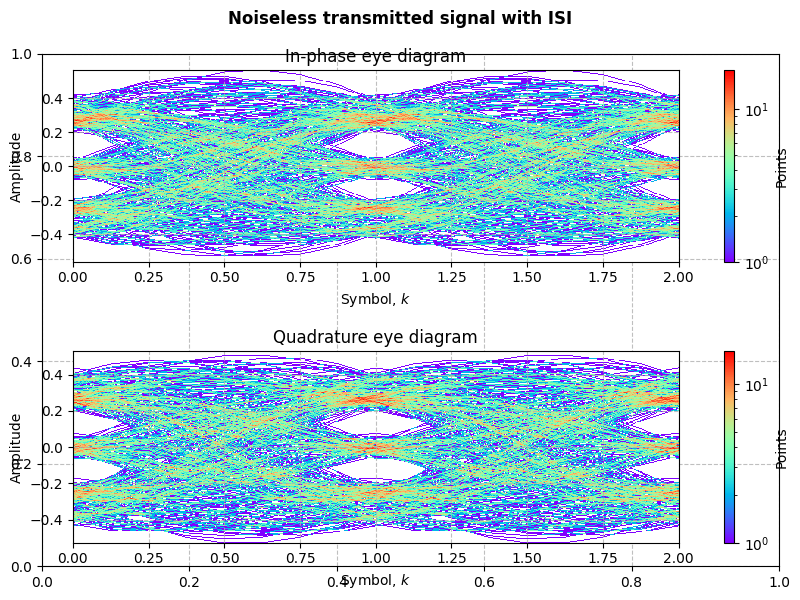 Noiseless transmitted signal with ISI
In-phase eye diagram
1.0
0.8
0.6
0.4
0.2
0.0
Amplitude
0.4
0.2
0.0
−0.2
−0.4
0.00 0.25 0.50 0.75 1.00 1.25 1.50 1.75 2.00
Symbol, k
10¹
10⁰
Points
Quadrature eye diagram
Amplitude
0.4
0.2
0.0
−0.2
−0.4
0.00 0.25 0.50 0.75 1.00 1.25 1.50 1.75 2.00
Symbol, k
10¹
10⁰
Points
0.0 0.2 0.4 0.6 0.8 1.0